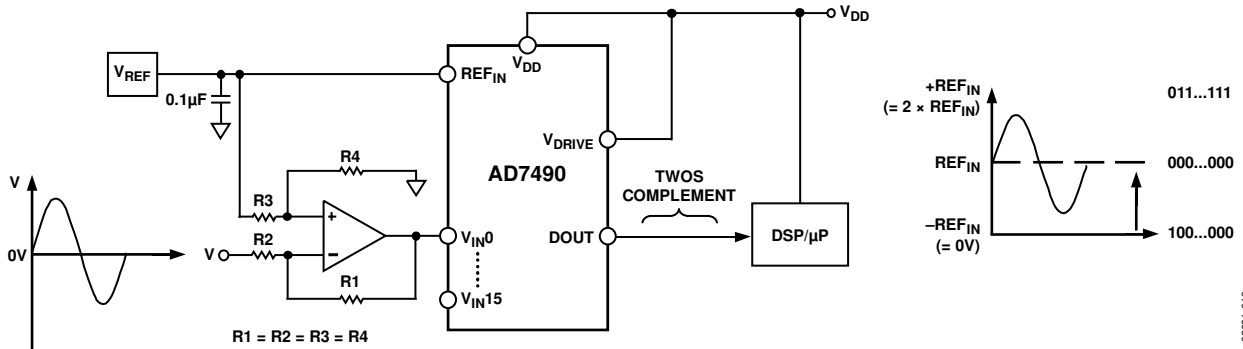 V_DD
V_REF
0.1µF
REF_IN
V_DD
V_DRIVE
AD7490
R4
R3
R2
V
R1
V
0V
V_IN0
V_IN15
DOUT
TWOS
COMPLEMENT
DSP/µP
R1 = R2 = R3 = R4
+REF_IN
(= 2 × REF_IN)
011...111
REF_IN
000...000
–REF_IN
(= 0V)
100...000